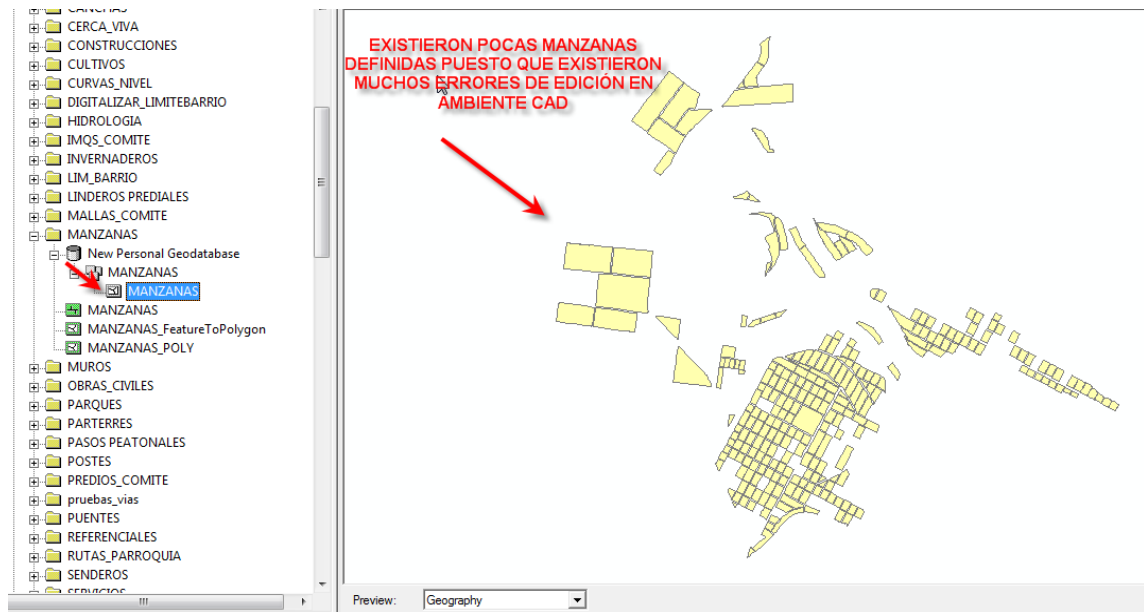 CANCHAS
CERCA_VIVA
CONSTRUCCIONES
CULTIVOS
CURVAS_NIVEL
DIGITALIZAR_LIMITEBARRIO
HIDROLOGIA
IMQS_COMITE
INVERNADEROS
LIM_BARRIO
LINDEROS PREDIALES
MALLAS_COMITE
MANZANAS
New Personal Geodatabase
MANZANAS
MANZANAS
MANZANAS
MANZANAS_FeatureToPolygon
MANZANAS_POLY
MUROS
OBRAS_CIVILES
PARQUES
PARTERRES
PASOS PEATONALES
POSTES
PREDIOS_COMITE
pruebas_vias
PUENTES
REFERENCIALES
RUTAS_PARROQUIA
SENDEROS
SERVICIOS
EXISTIERON POCAS MANZANAS
DEFINIDAS PUESTO QUE EXISTIERON
MUCHOS ERRORES DE EDICIÓN EN
AMBIENTE CAD
Preview: Geography